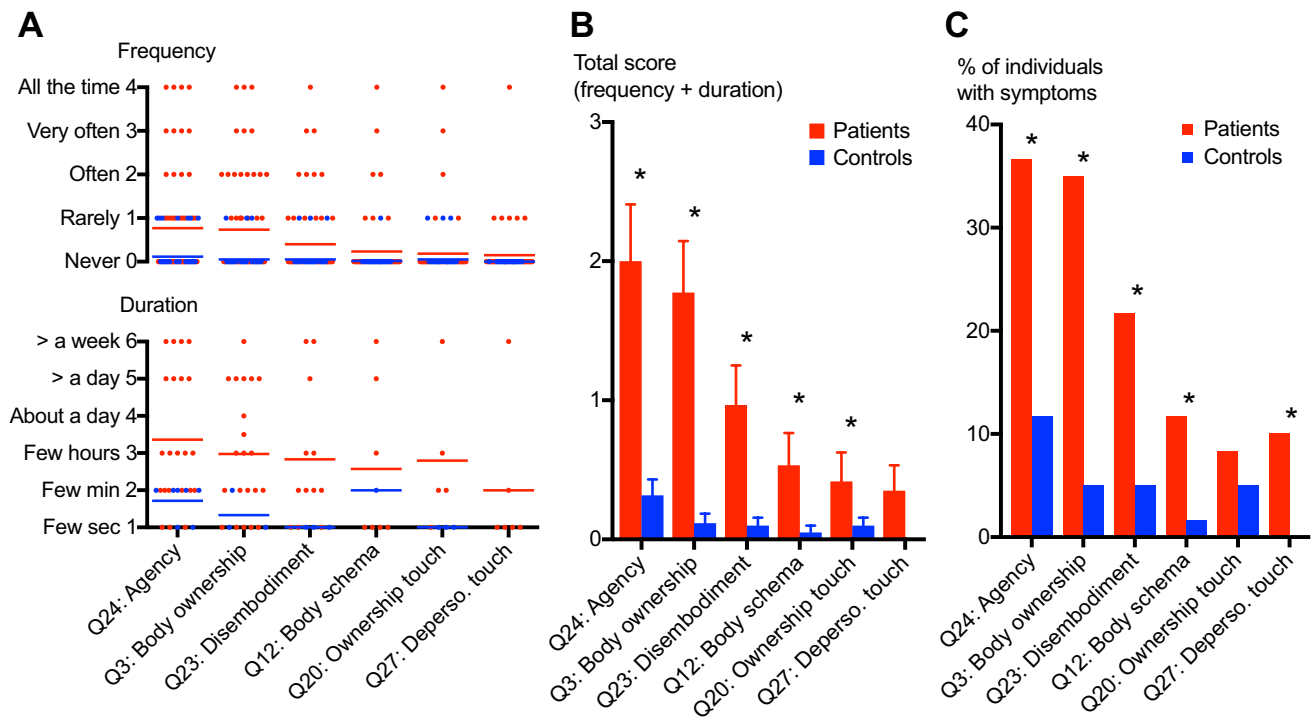 A
Frequency
All the time 4
Very often 3
Often 2
Rarely 1
Never 0
Duration
> a week 6
> a day 5
About a day 4
Few hours 3
Few min 2
Few sec 1
Q24: Agency
Q3: Body ownership
Q23: Disembodiment
Q12: Body schema
Q20: Ownership touch
Q27: Deperso. touch
B
Total score
(frequency + duration)
3
2
1
0
Patients
Controls
*
*
*
*
*
Q24: Agency
Q3: Body ownership
Q23: Disembodiment
Q12: Body schema
Q20: Ownership touch
Q27: Deperso. touch
C
% of individuals
with symptoms
40
30
20
10
0
Patients
Controls
*
*
*
*
*
Q24: Agency
Q3: Body ownership
Q23: Disembodiment
Q12: Body schema
Q20: Ownership touch
Q27: Deperso. touch